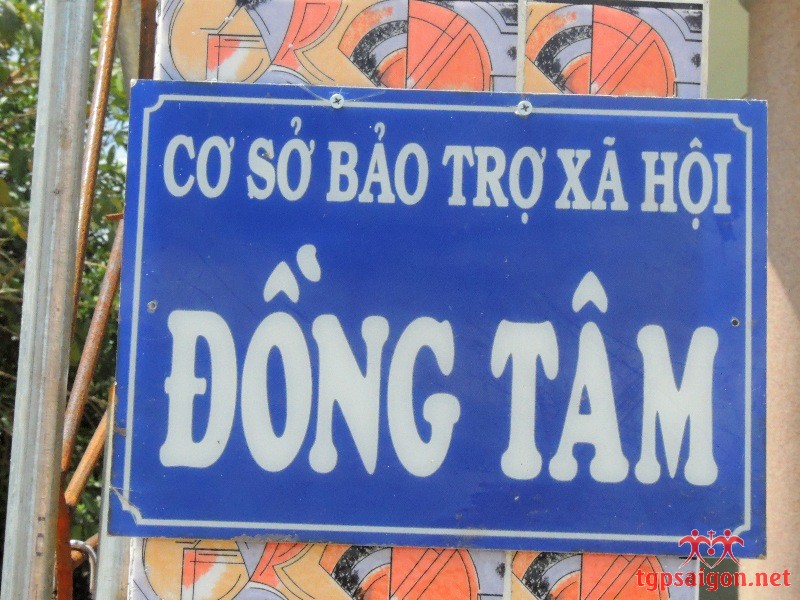 CƠ SỞ BẢO TRỢ XÃ HỘI
ĐỒNG TÂM
tgpsaigon.net